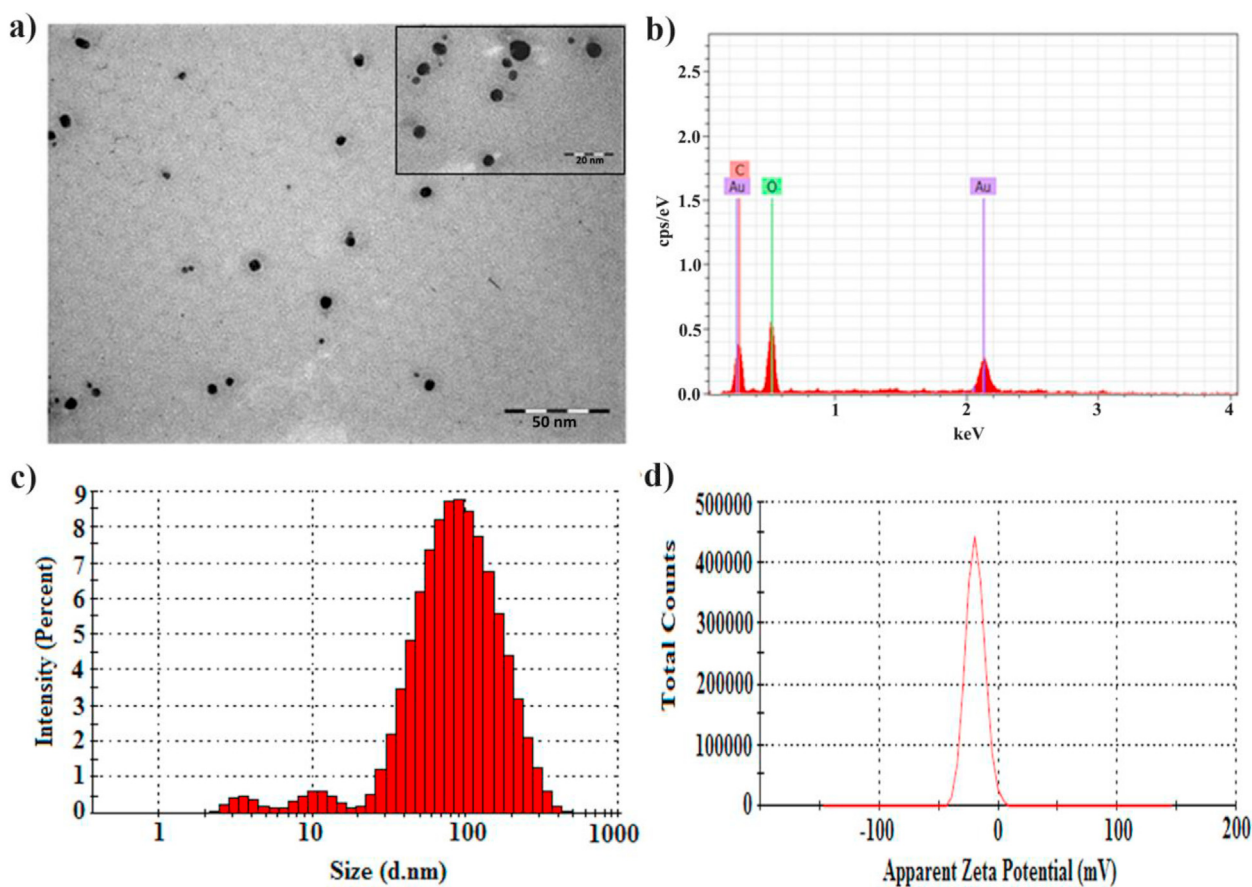 a)
20 nm
50 nm
b)
2.5
2.0
1.5
1.0
0.5
0.0
cps/eV
C
Au
O
Au
1
2
3
4
keV
c)
9
8
7
6
5
4
3
2
1
0
Intensity (Percent)
1
10
100
1000
Size (d.nm)
d)
500000
400000
300000
200000
100000
0
Total Counts
-100
0
100
200
Apparent Zeta Potential (mV)